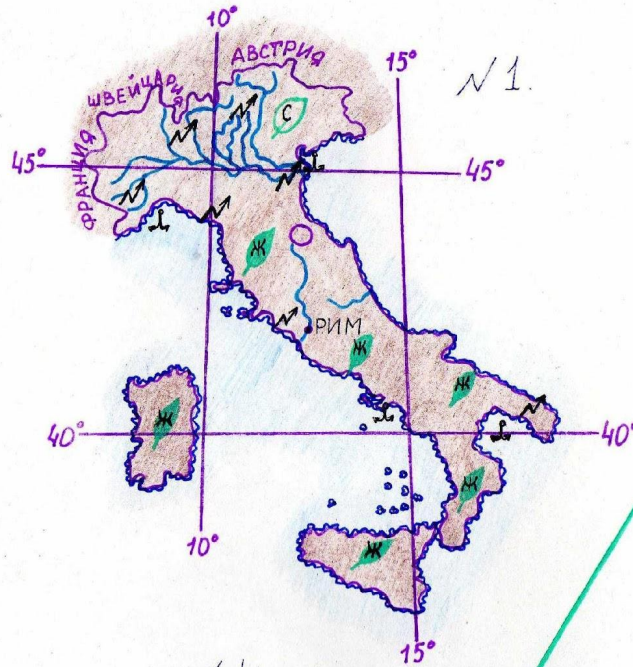 10°
АВСТРИЯ
15°
№1.
ШВЕЙЦАРИЯ
С
45°
45°
ФРАНЦИЯ
Ж
РИМ
Ж
Ж
Ж
40°
40°
Ж
Ж
10°
15°